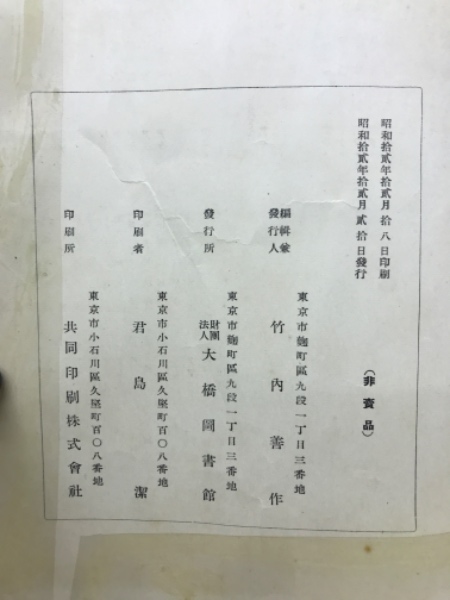 昭和拾貳年拾貳月拾八日印刷
昭和拾貳年拾貳月貳拾日發行
（非賣品）
東京市麴町區九段一丁目三番地
編輯兼發行人 竹內善作
東京市麴町區九段一丁目三番地
發行所 財團法人 大橋圖書館
東京市小石川區久堅町百〇八番地
印刷者 君島潔
東京市小石川區久堅町百〇八番地
印刷所 共同印刷株式會社